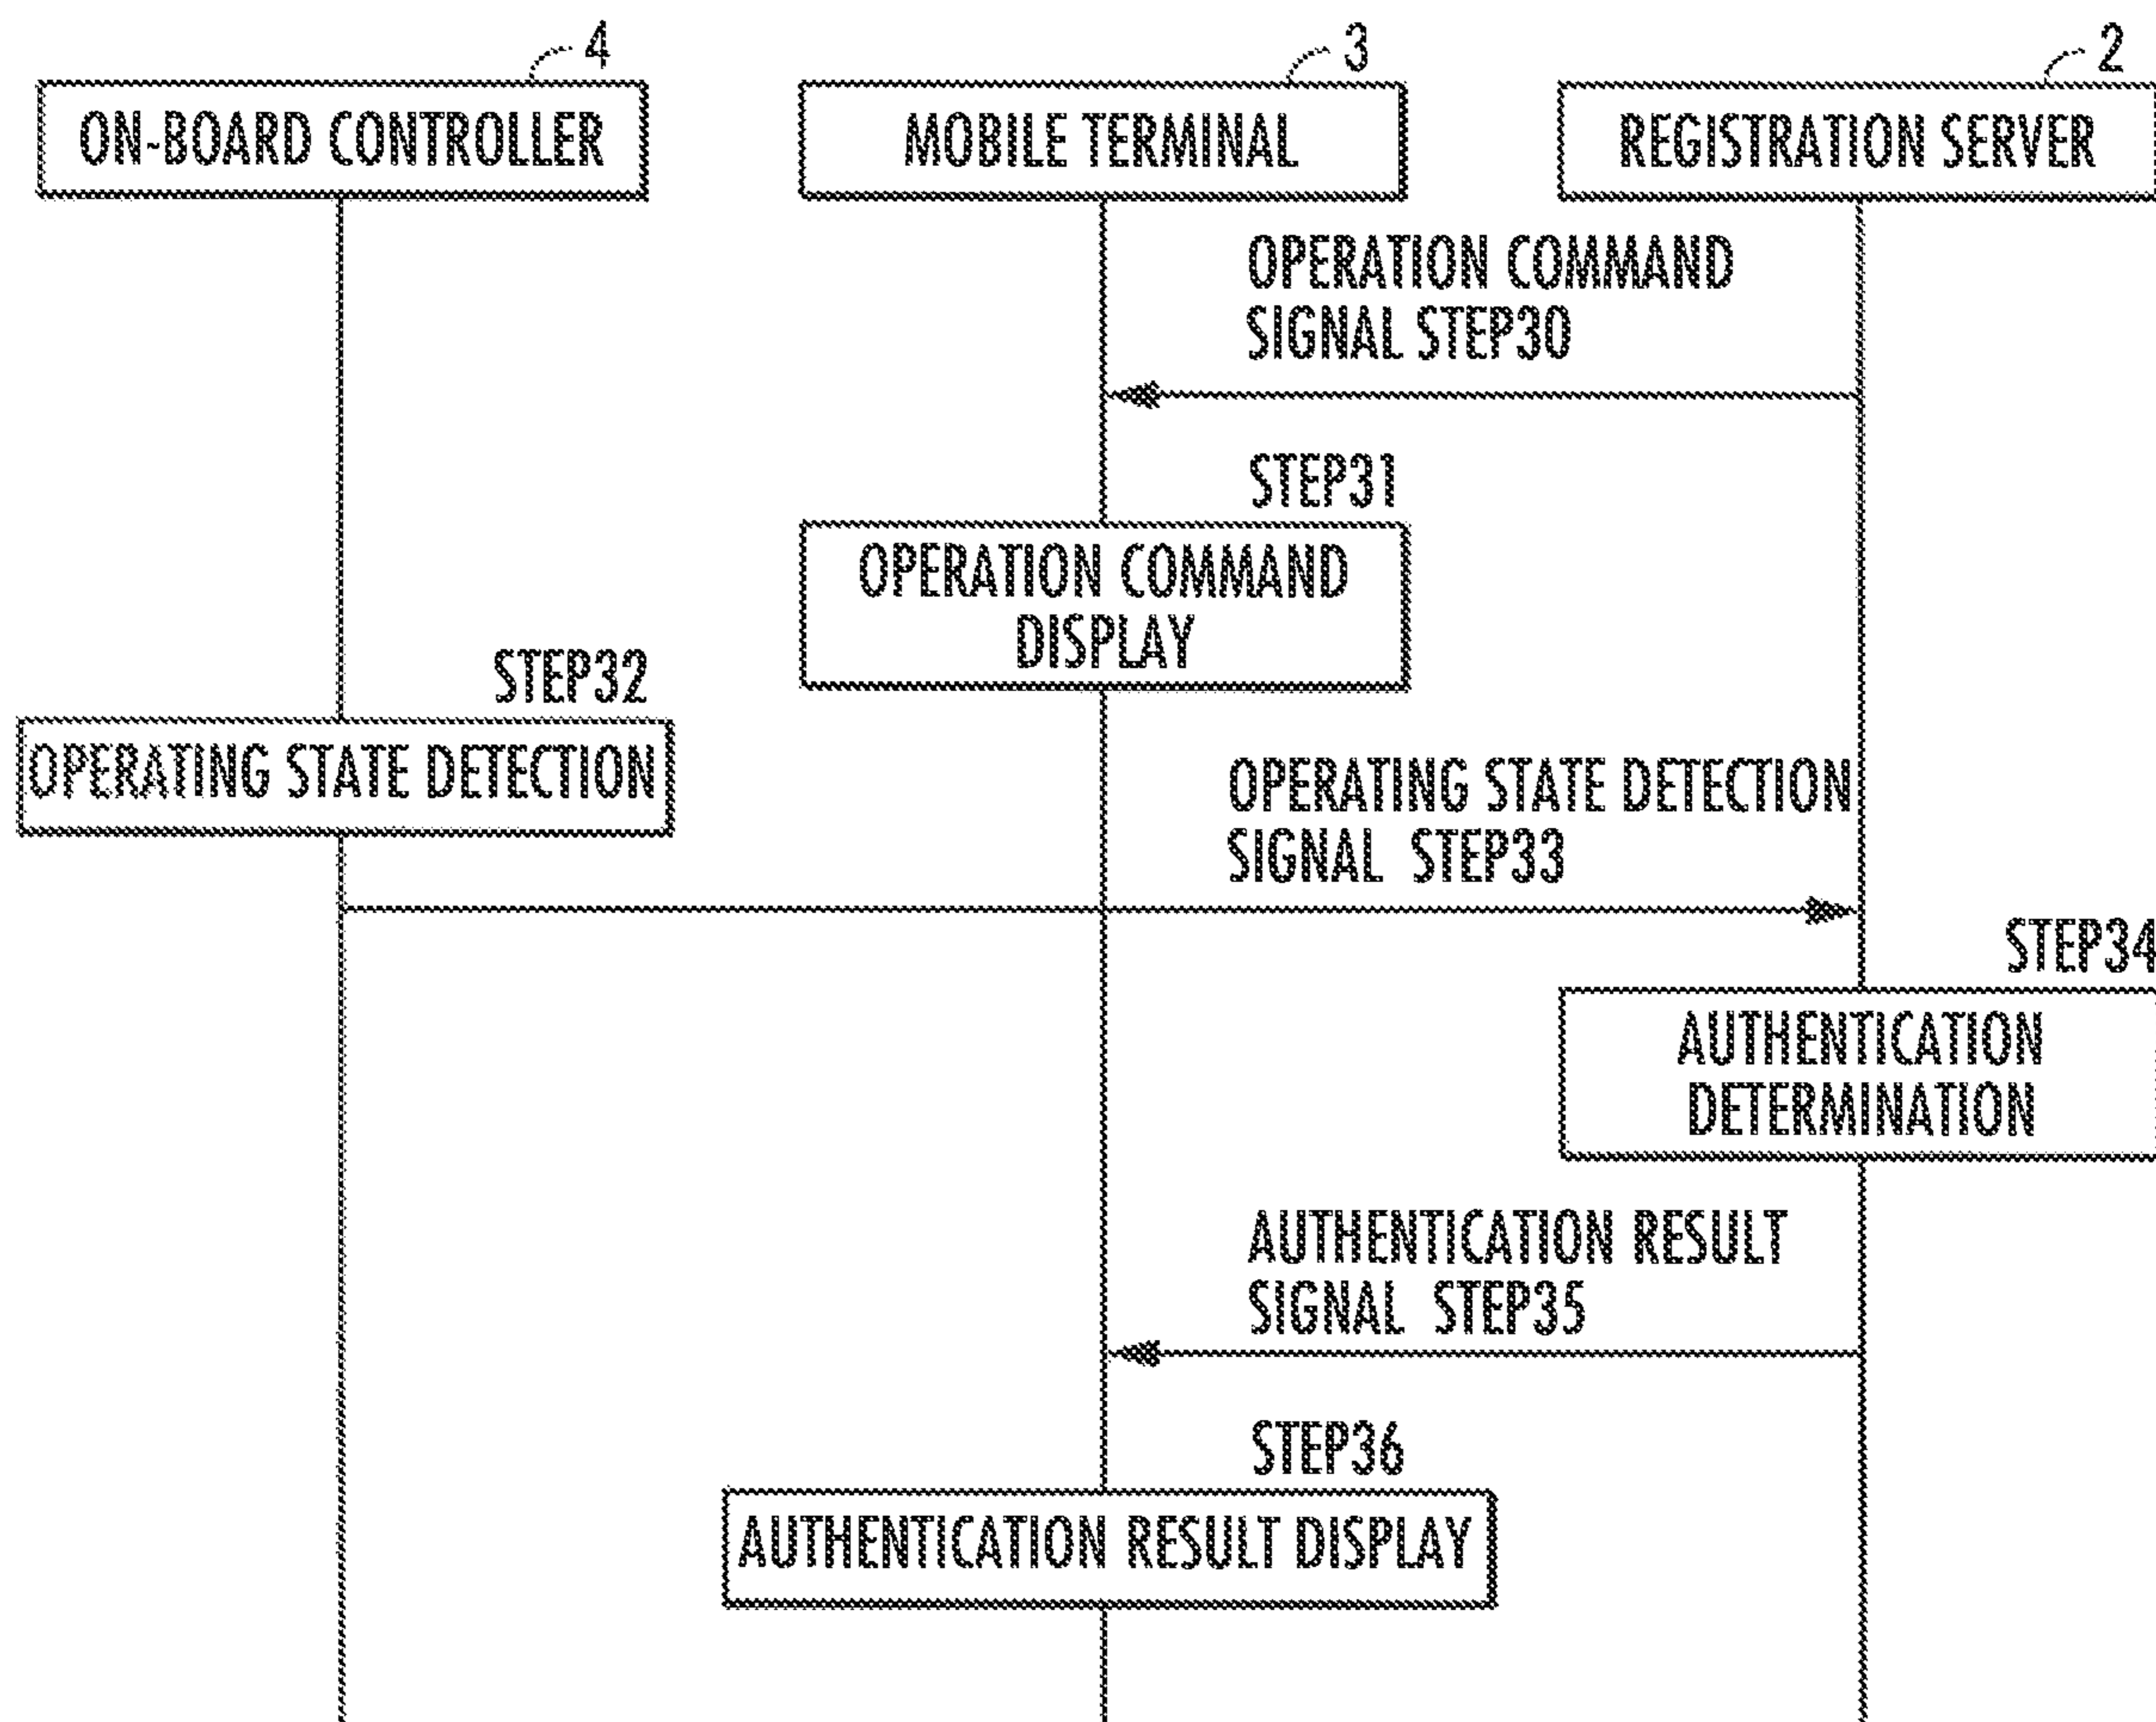 4
3
2
ON-BOARD CONTROLLER
MOBILE TERMINAL
REGISTRATION SERVER
OPERATION COMMAND
SIGNAL STEP30
STEP31
OPERATION COMMAND
DISPLAY
STEP32
OPERATING STATE DETECTION
OPERATING STATE DETECTION
SIGNAL STEP33
STEP34
AUTHENTICATION
DETERMINATION
AUTHENTICATION RESULT
SIGNAL STEP35
STEP36
AUTHENTICATION RESULT DISPLAY